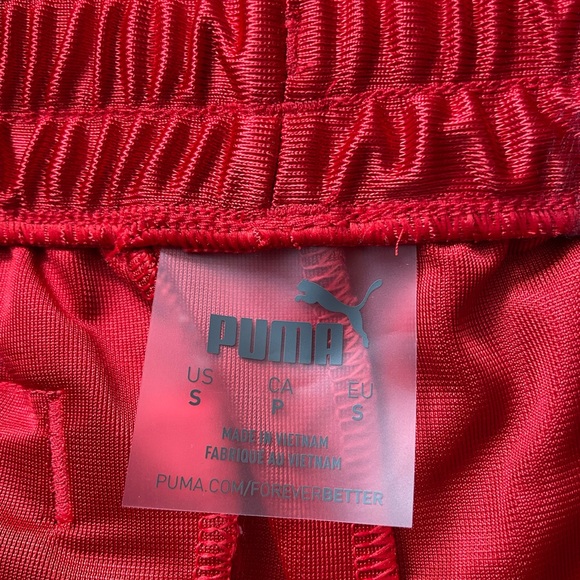 PUMA
US CA EU
S P S
MADE IN VIETNAM
FABRIQUÉ AU VIETNAM
PUMA.COM/FOREVERBETTER